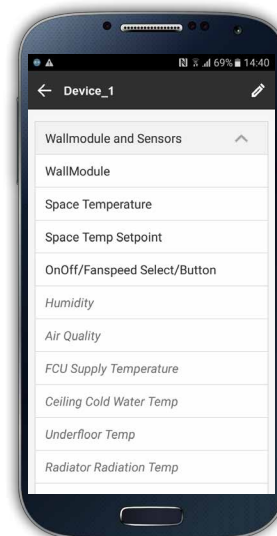 69% 14:40
Device_1
Wallmodule and Sensors
WallModule
Space Temperature
Space Temp Setpoint
OnOff/Fanspeed Select/Button
Humidity
Air Quality
FCU Supply Temperature
Ceiling Cold Water Temp
Underfloor Temp
Radiator Radiation Temp